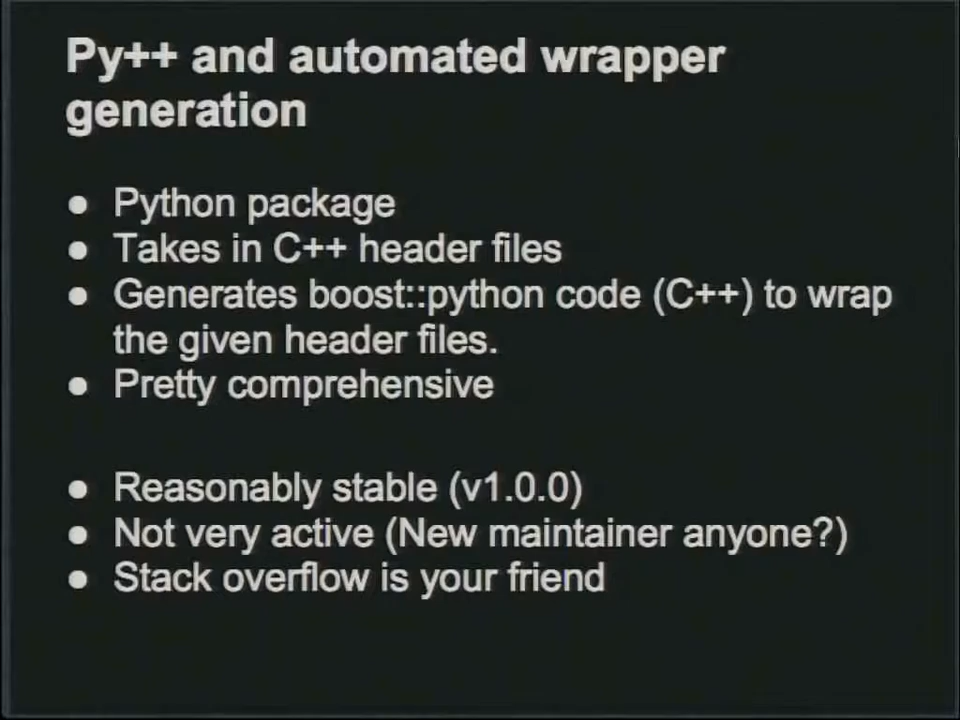 Py++ and automated wrapper
generation
● Python package
● Takes in C++ header files
● Generates boost::python code (C++) to wrap
the given header files.
● Pretty comprehensive
● Reasonably stable (v1.0.0)
● Not very active (New maintainer anyone?)
● Stack overflow is your friend